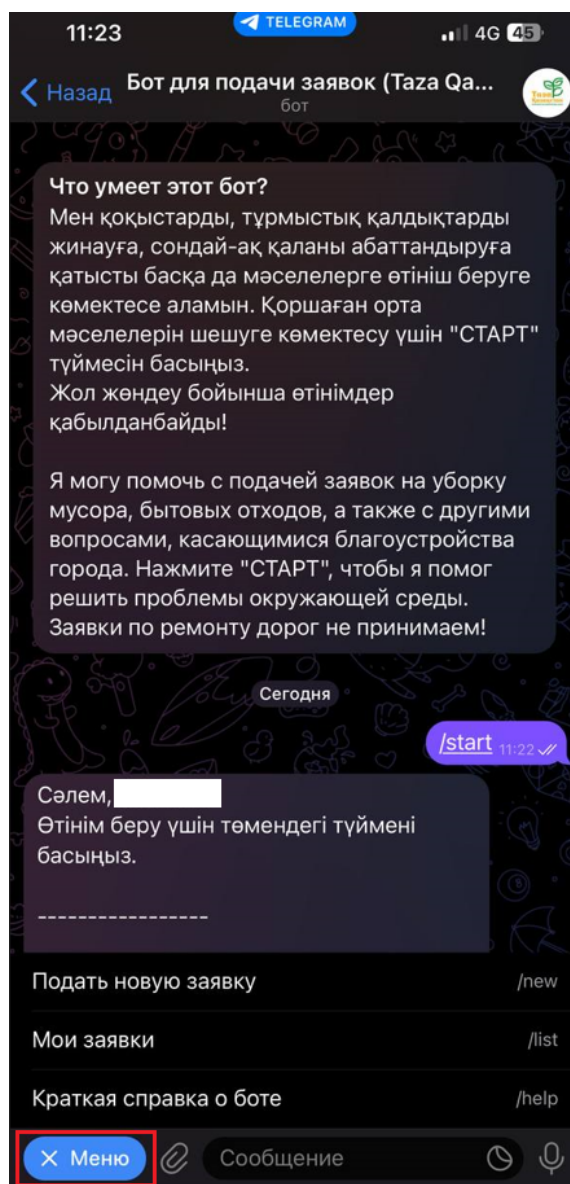 11:23
TELEGRAM
4G 45
Назад
Бот для подачи заявок (Taza Qa...
бот
Что умеет этот бот?
Мен қоқыстарды, тұрмыстық қалдықтарды
жинауға, сондай-ақ қаланы абаттандыруға
қатысты басқа да мәселелерге өтініш беруге
көмектесе аламын. Қоршаған орта
мәселелерін шешуге көмектесу үшін "СТАРТ"
түймесін басыңыз.
Жол жөндеу бойынша өтінімдер
қабылданбайды!
Я могу помочь с подачей заявок на уборку
мусора, бытовых отходов, а также с другими
вопросами, касающимися благоустройства
города. Нажмите "СТАРТ", чтобы я помог
решить проблемы окружающей среды.
Заявки по ремонту дорог не принимаем!
Сегодня
/start 11:22
Сәлем,
Өтінім беру үшін төмендегі түймені
басыңыз.
-----------------
Подать новую заявку /new
Мои заявки /list
Краткая справка о боте /help
Меню
Сообщение